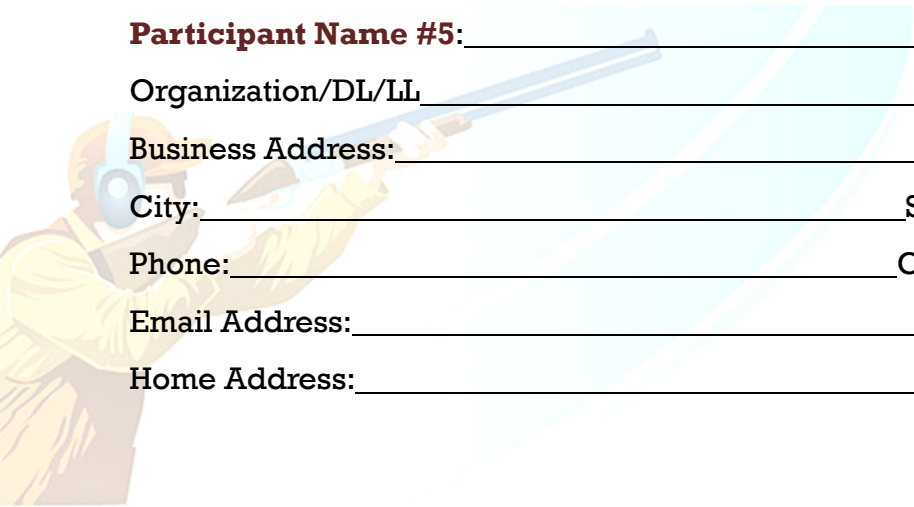 Participant Name #5:
Organization/DL/LL
Business Address:
City: S
Phone:
Email Address:
Home Address: